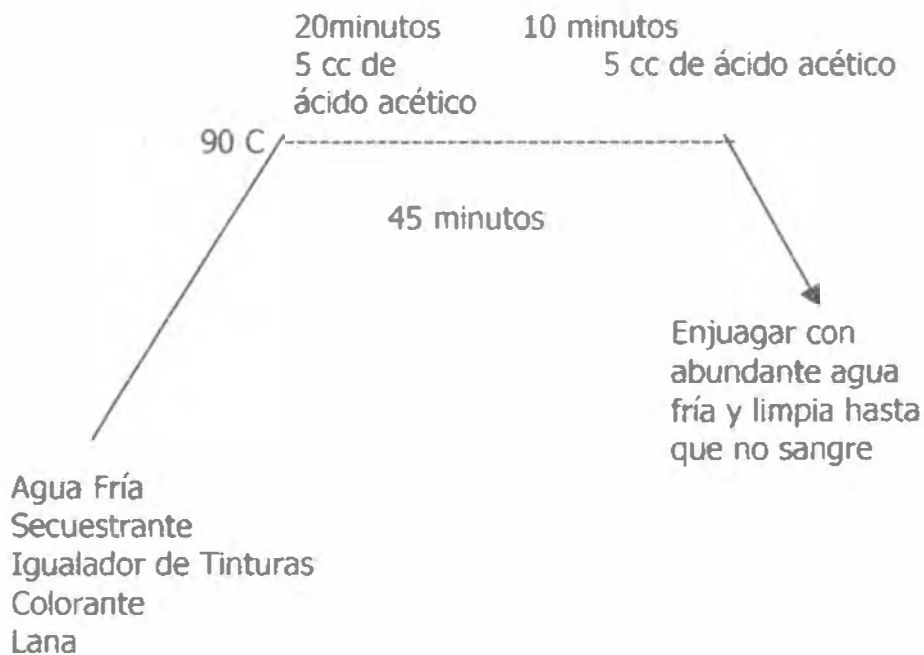 20minutos 10 minutos
5 cc de 5 cc de ácido acético
ácido acético
90 C
45 minutos
Enjuagar con
abundante agua
fría y limpia hasta
que no sangre
Agua Fría
Secuestrante
Igualador de Tinturas
Colorante
Lana